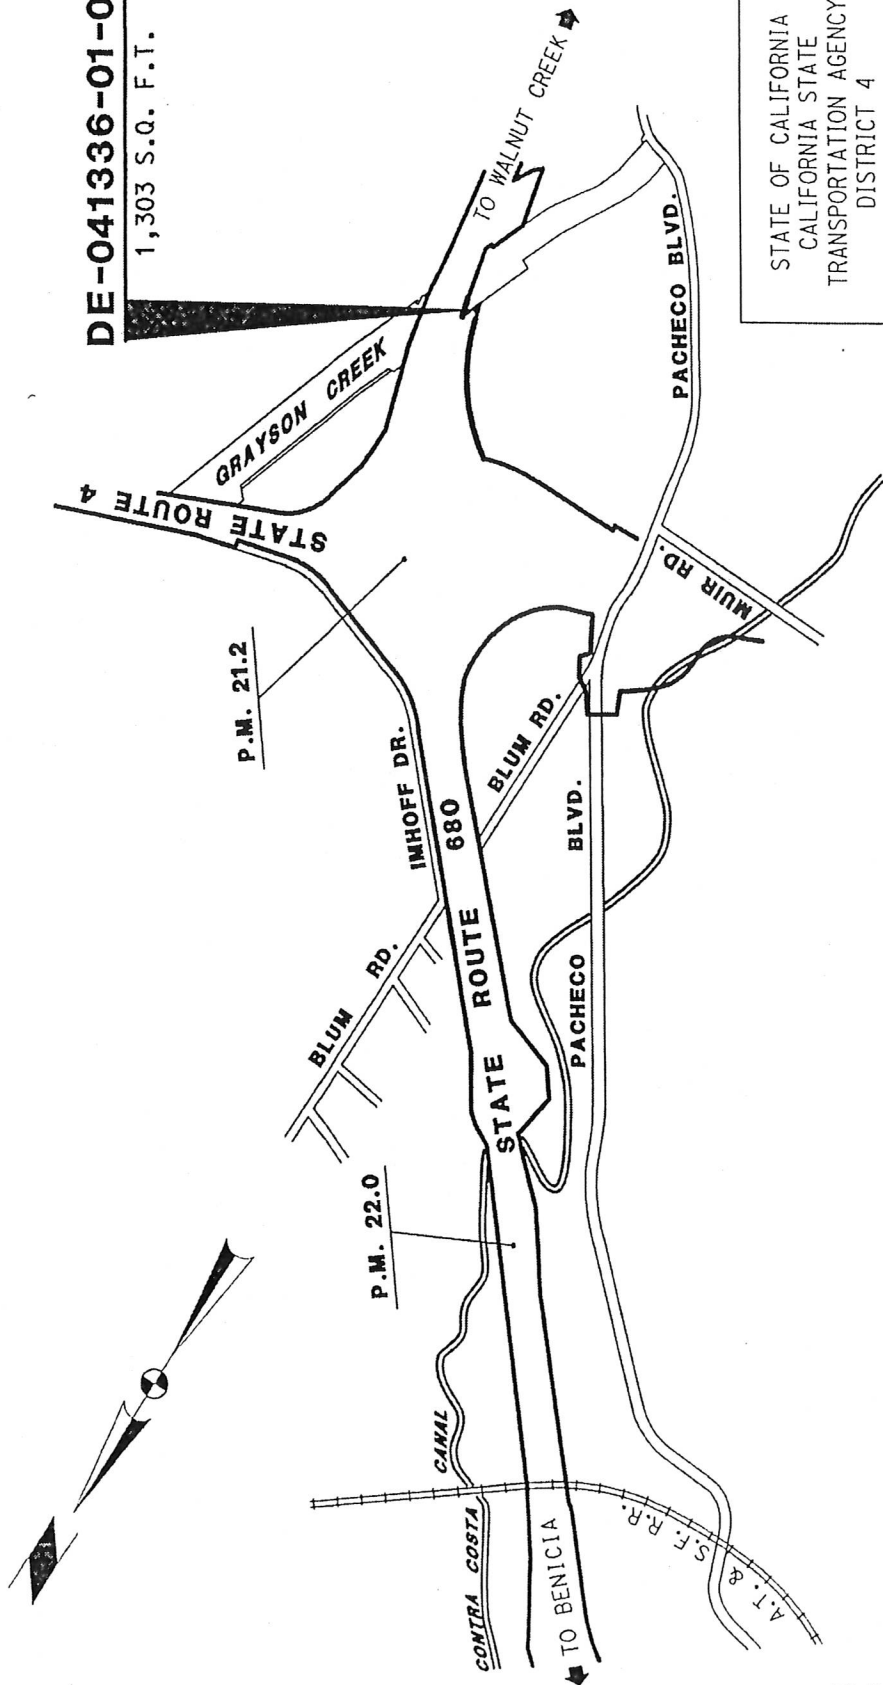 DE-041336-01-0
1,303 S.Q. F.T.
TO WALNUT CREEK
STATE OF CALIFORNIA
CALIFORNIA STATE
TRANSPORTATION AGENCY
DISTRICT 4
GRAYSON CREEK
STATE ROUTE 4
PACHECO BLVD.
MUIR RD.
P.M. 21.2
IMHOFF DR.
BLUM RD.
BLUM RD.
STATE ROUTE 680
PACHECO BLVD.
P.M. 22.0
CONTRA COSTA CANAL
TO BENICIA
A.T. & S.F. R.R.